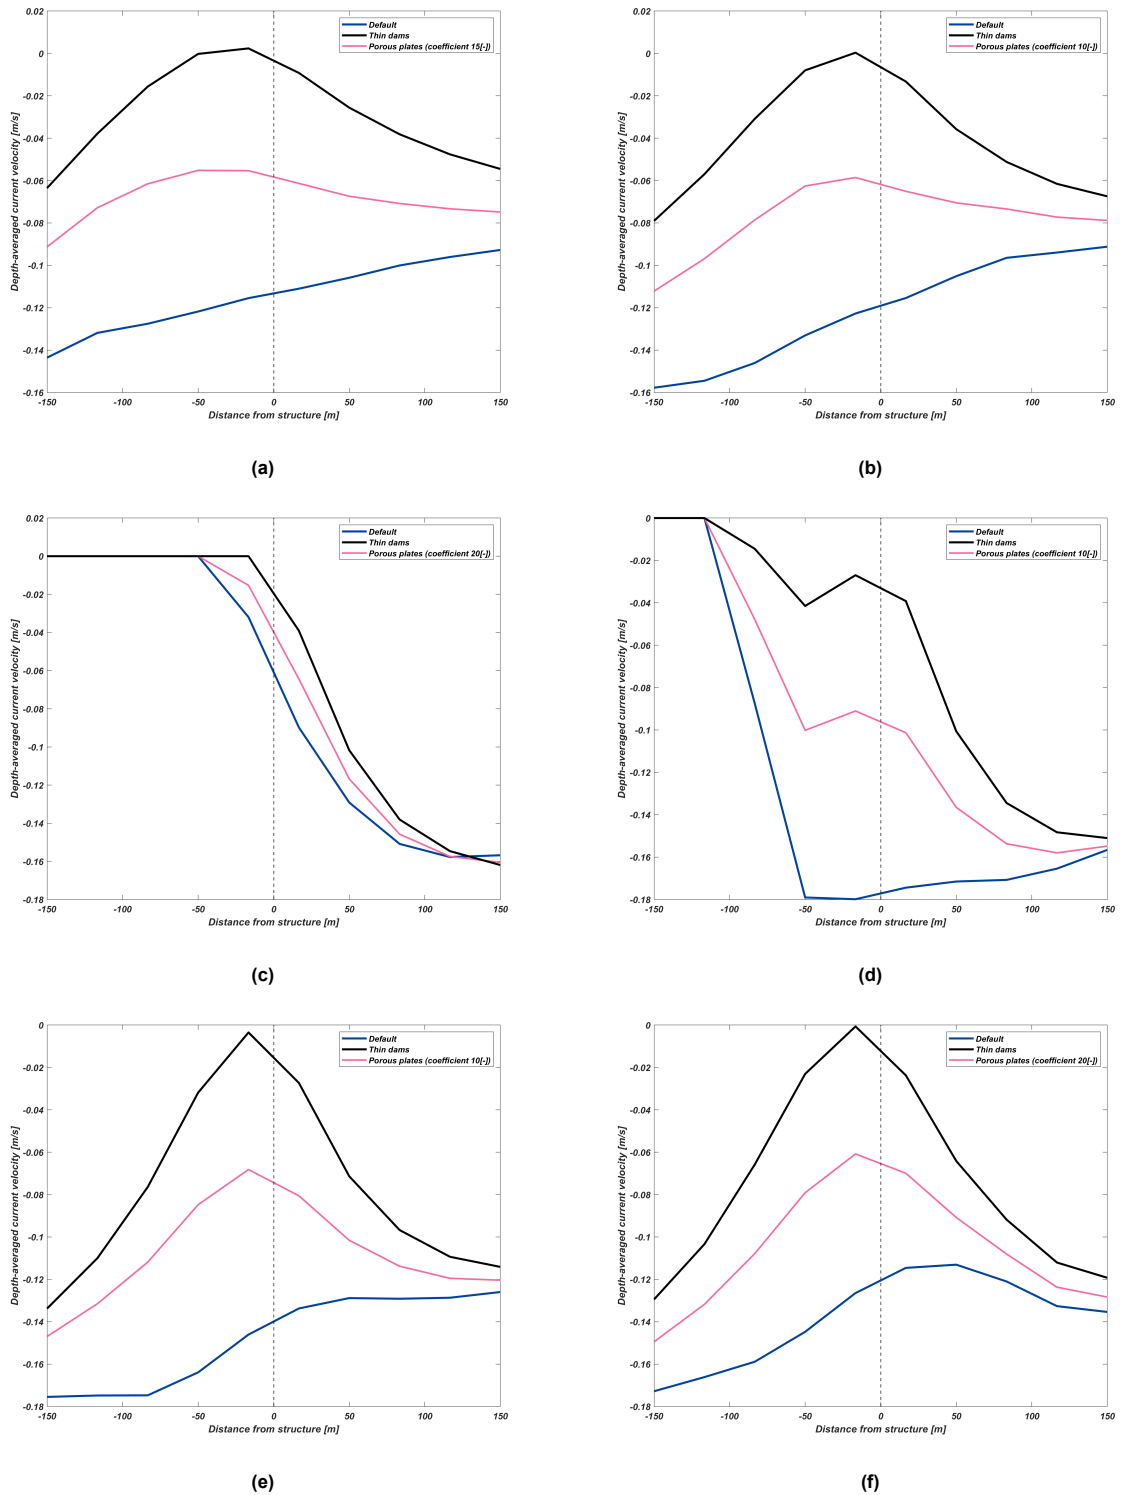 0.02
0
-0.02
-0.04
-0.06
-0.08
-0.1
-0.12
-0.14
-0.16
-150 -100 -50 0 50 100 150
Depth-averaged current velocity [m/s]
Distance from structure [m]
Default
Thin dams
Porous plates (coefficient 15[-])
(a)
0.02
0
-0.02
-0.04
-0.06
-0.08
-0.1
-0.12
-0.14
-0.16
-150 -100 -50 0 50 100 150
Depth-averaged current velocity [m/s]
Distance from structure [m]
Default
Thin dams
Porous plates (coefficient 10[-])
(b)
0.02
0
-0.02
-0.04
-0.06
-0.08
-0.1
-0.12
-0.14
-0.16
-0.18
-150 -100 -50 0 50 100 150
Depth-averaged current velocity [m/s]
Distance from structure [m]
Default
Thin dams
Porous plates (coefficient 20[-])
(c)
0
-0.02
-0.04
-0.06
-0.08
-0.1
-0.12
-0.14
-0.16
-0.18
-150 -100 -50 0 50 100 150
Depth-averaged current velocity [m/s]
Distance from structure [m]
Default
Thin dams
Porous plates (coefficient 10[-])
(d)
0
-0.02
-0.04
-0.06
-0.08
-0.1
-0.12
-0.14
-0.16
-0.18
-150 -100 -50 0 50 100 150
Depth-averaged current velocity [m/s]
Distance from structure [m]
Default
Thin dams
Porous plates (coefficient 10[-])
(e)
0
-0.02
-0.04
-0.06
-0.08
-0.1
-0.12
-0.14
-0.16
-0.18
-150 -100 -50 0 50 100 150
Depth-averaged current velocity [m/s]
Distance from structure [m]
Default
Thin dams
Porous plates (coefficient 20[-])
(f)